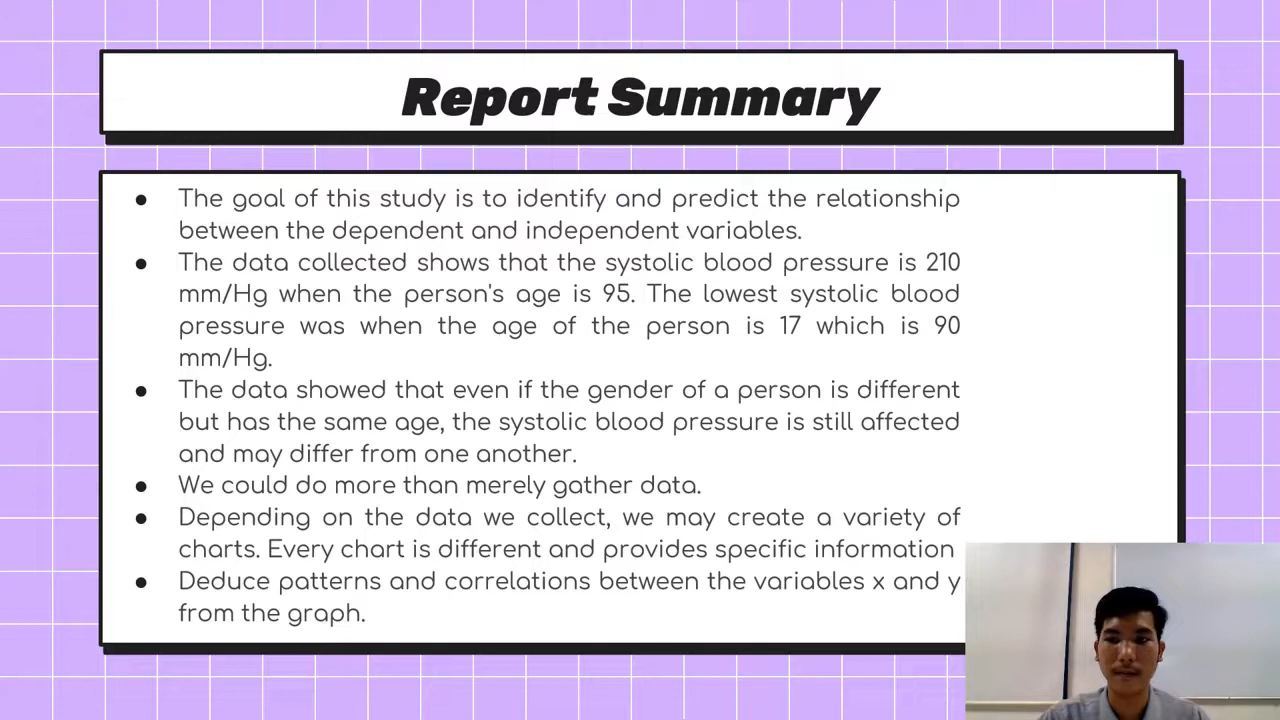 Report Summary
● The goal of this study is to identify and predict the relationship
between the dependent and independent variables.
● The data collected shows that the systolic blood pressure is 210
mm/Hg when the person's age is 95. The lowest systolic blood
pressure was when the age of the person is 17 which is 90
mm/Hg.
● The data showed that even if the gender of a person is different
but has the same age, the systolic blood pressure is still affected
and may differ from one another.
● We could do more than merely gather data.
● Depending on the data we collect, we may create a variety of
charts. Every chart is different and provides specific information
● Deduce patterns and correlations between the variables x and y
from the graph.